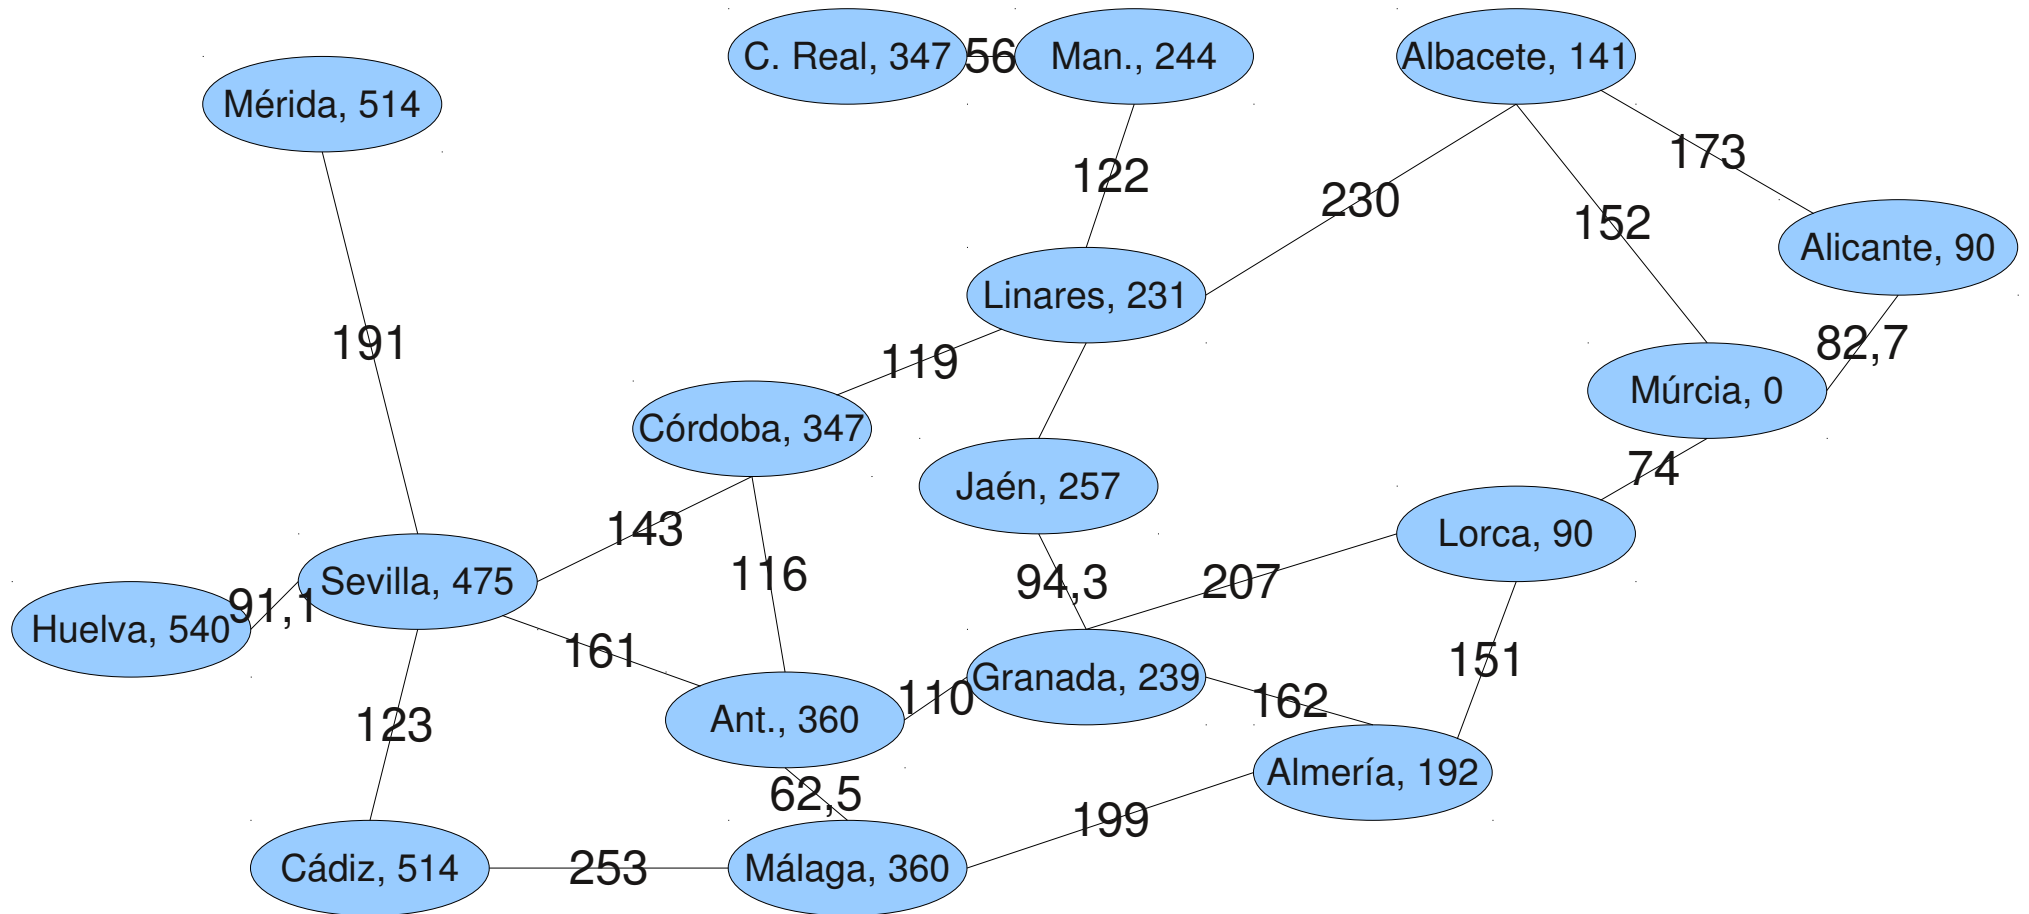 C. Real, 347
56
Man., 244
Albacete, 141
Mérida, 514
173
122
230
152
Alicante, 90
Linares, 231
191
82,7
119
Múrcia, 0
Córdoba, 347
74
Jaén, 257
143
Lorca, 90
116
94,3
207
Sevilla, 475
91,1
Huelva, 540
161
151
110
Granada, 239
162
123
Ant., 360
Almería, 192
62,5
199
Cádiz, 514
253
Málaga, 360